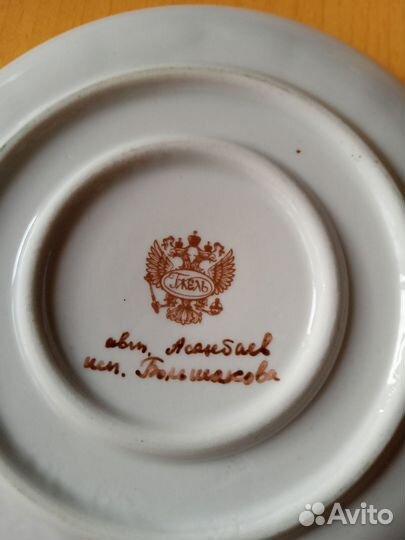 Гжель
авт. Асанбаев
исп. Большакова
Avito